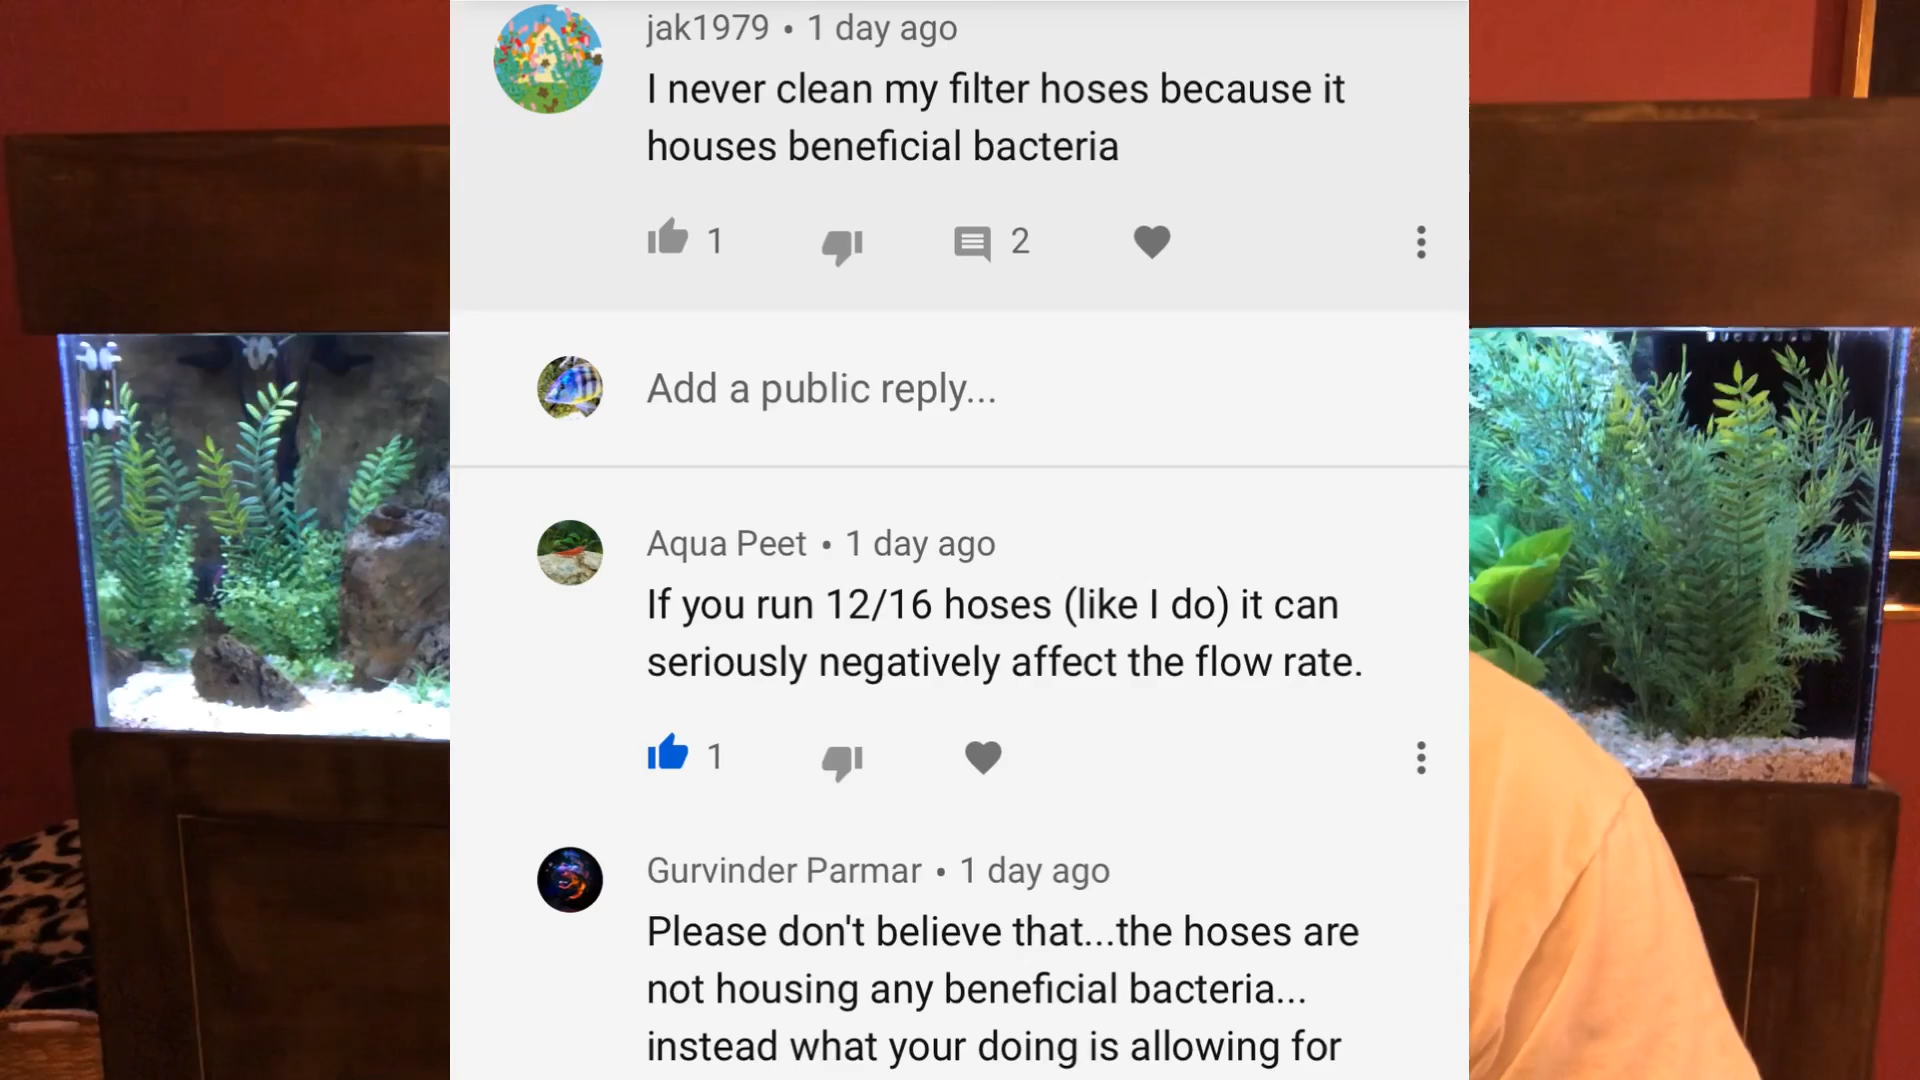 jak1979 • 1 day ago
I never clean my filter hoses because it
houses beneficial bacteria
1
2
Add a public reply...
Aqua Peet • 1 day ago
If you run 12/16 hoses (like I do) it can
seriously negatively affect the flow rate.
1
Gurvinder Parmar • 1 day ago
Please don't believe that...the hoses are
not housing any beneficial bacteria...
instead what your doing is allowing for